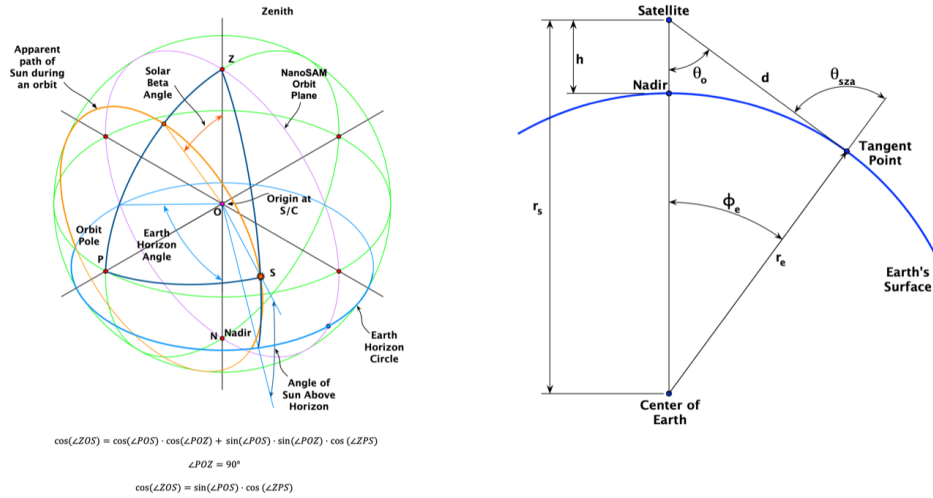 Zenith
Apparent
path of
Sun during
an orbit
Solar
Beta
Angle
Z
NanoSAM
Orbit
Plane
O
Origin at
S/C
Orbit
Pole
P
Earth
Horizon
Angle
S
N
Nadir
Earth
Horizon
Circle
Angle of
Sun Above
Horizon
cos(∠ZOS) = cos(∠POS) · cos(∠POZ) + sin(∠POS) · sin(∠POZ) · cos (∠ZPS)
∠POZ = 90°
cos(∠ZOS) = sin(∠POS) · cos (∠ZPS)
Satellite
h
θo
d
θsza
Nadir
Tangent
Point
rs
ϕe
re
Earth's
Surface
Center of
Earth